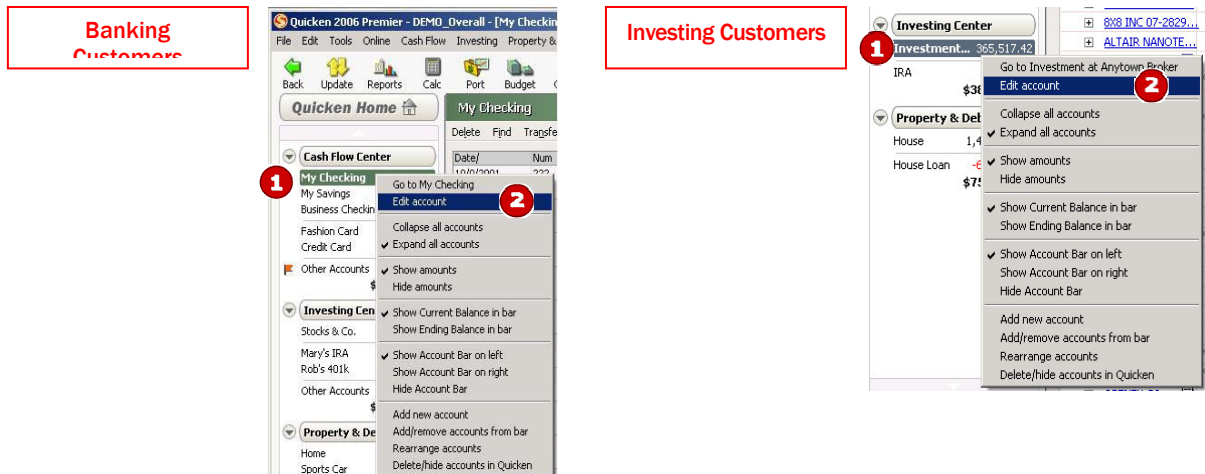 Banking
Customers
Quicken 2006 Premier - DEMO_Overall - [My Checkin
File Edit Tools Online Cash Flow Investing Property &
Back Update Reports Calc Port Budget
Quicken Home
My Checking
Delete Find Transfe
Cash Flow Center
Date/ Num
10/9/2001 222
1
My Checking
My Savings
Business Checkin
Fashion Card
Credit Card
Other Accounts
$
Investing Cen
Stocks & Co.
Mary's IRA
Rob's 401k
Other Accounts
$
Property & De
Home
Sports Car
Go to My Checking
Edit account
2
Collapse all accounts
✓ Expand all accounts
✓ Show amounts
Hide amounts
✓ Show Current Balance in bar
Show Ending Balance in bar
✓ Show Account Bar on left
Show Account Bar on right
Hide Account Bar
Add new account
Add/remove accounts from bar
Rearrange accounts
Delete/hide accounts in Quicken
Investing Customers
Investing Center
1
Investment... 365,517.42
IRA
$38
Property & Deb
House 1,4
House Loan -6
$75
8X8 INC 07-2829...
ALTAIR NANOTE...
Go to Investment at Anytown Broker
Edit account
2
Collapse all accounts
✓ Expand all accounts
✓ Show amounts
Hide amounts
✓ Show Current Balance in bar
Show Ending Balance in bar
✓ Show Account Bar on left
Show Account Bar on right
Hide Account Bar
Add new account
Add/remove accounts from bar
Rearrange accounts
Delete/hide accounts in Quicken